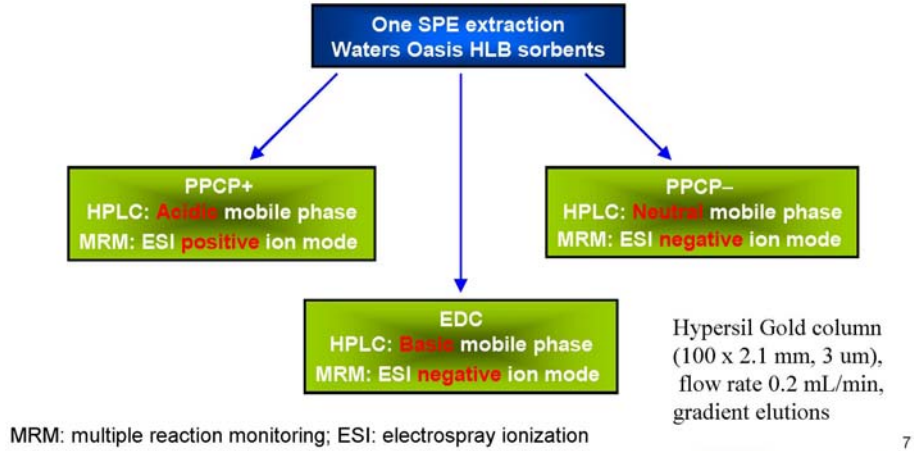 One SPE extraction
Waters Oasis HLB sorbents
PPCP+
HPLC: Acidic mobile phase
MRM: ESI positive ion mode
PPCP–
HPLC: Neutral mobile phase
MRM: ESI negative ion mode
EDC
HPLC: Basic mobile phase
MRM: ESI negative ion mode
Hypersil Gold column
(100 x 2.1 mm, 3 um),
flow rate 0.2 mL/min,
gradient elutions
MRM: multiple reaction monitoring; ESI: electrospray ionization
7